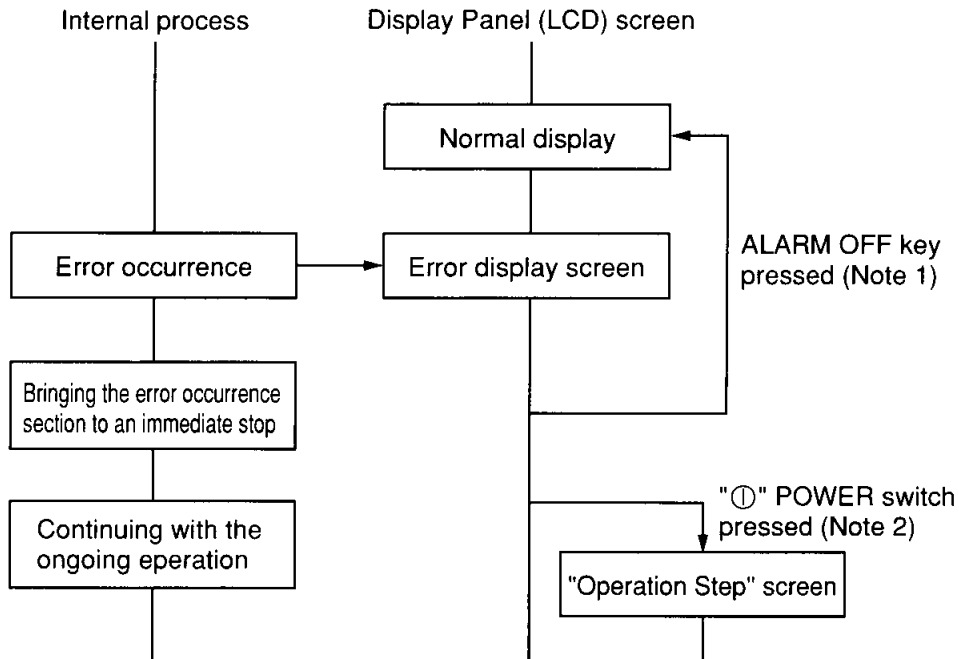 Internal process
Display Panel (LCD) screen
Normal display
Error occurrence
Error display screen
ALARM OFF key
pressed (Note 1)
Bringing the error occurrence
section to an immediate stop
Continuing with the
ongoing eperation
"⏼" POWER switch
pressed (Note 2)
"Operation Step" screen